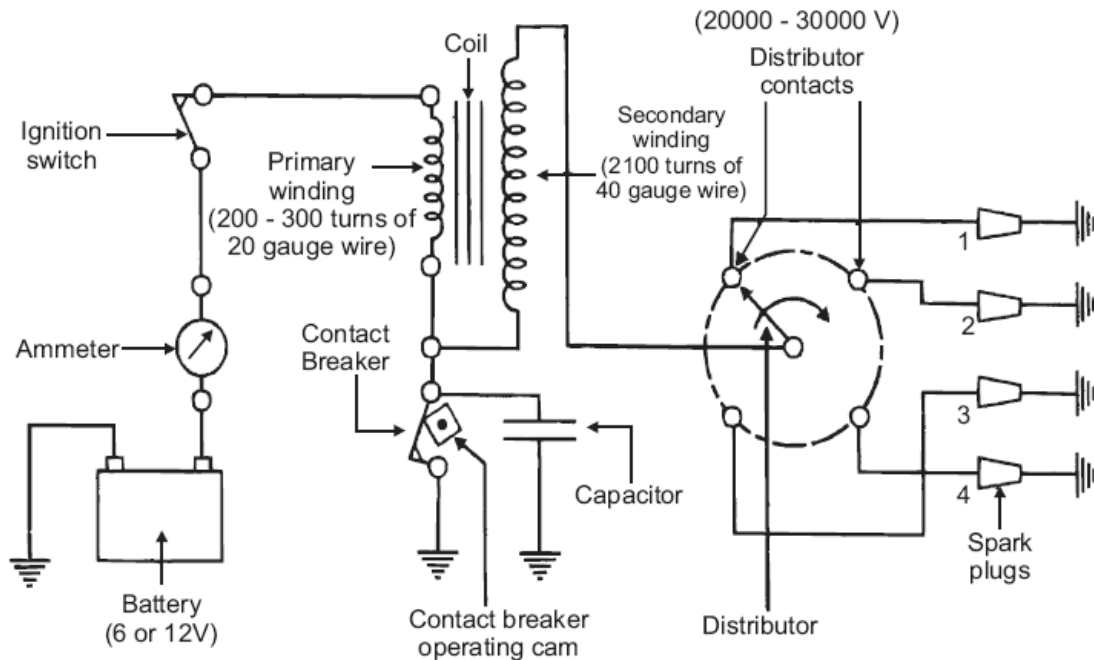 (20000 - 30000 V)
Distributor
contacts
Coil
Ignition
switch
Primary
winding
(200 - 300 turns of
20 gauge wire)
Secondary
winding
(2100 turns of
40 gauge wire)
1
2
3
4
Ammeter
Contact
Breaker
Capacitor
Spark
plugs
Battery
(6 or 12V)
Contact breaker
operating cam
Distributor